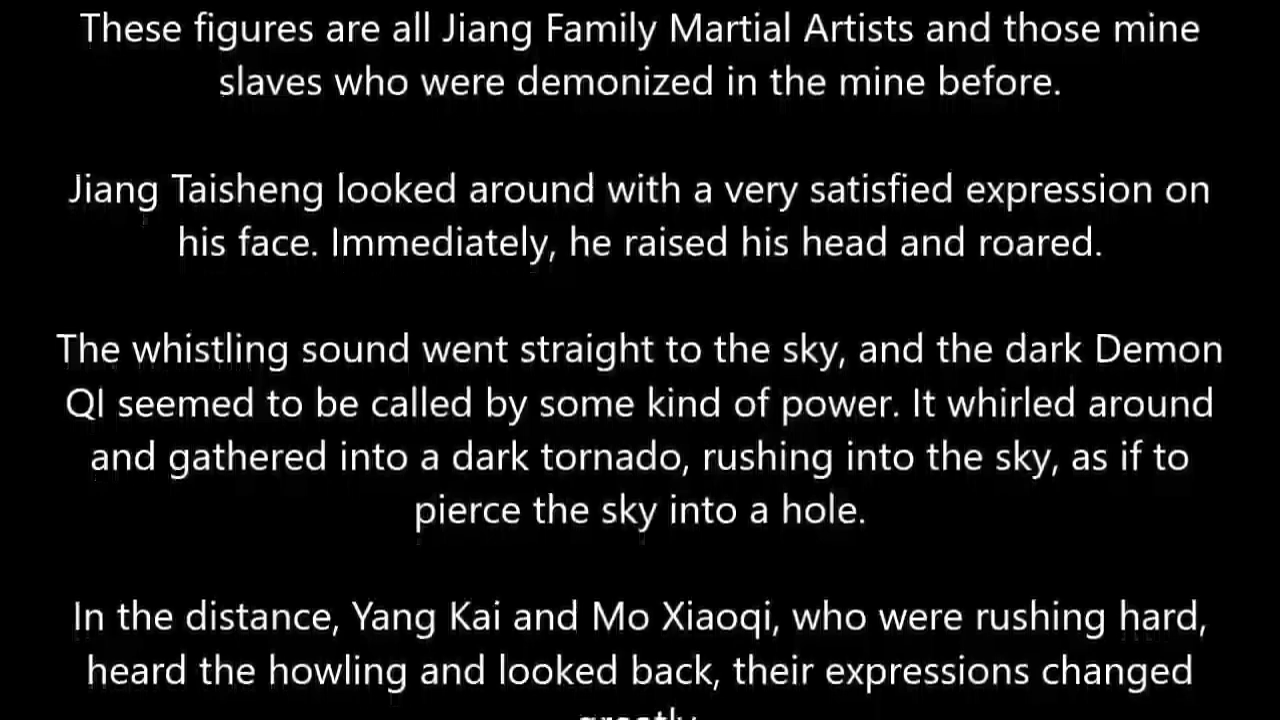 These figures are all Jiang Family Martial Artists and those mine
slaves who were demonized in the mine before.
Jiang Taisheng looked around with a very satisfied expression on
his face. Immediately, he raised his head and roared.
The whistling sound went straight to the sky, and the dark Demon
QI seemed to be called by some kind of power. It whirled around
and gathered into a dark tornado, rushing into the sky, as if to
pierce the sky into a hole.
In the distance, Yang Kai and Mo Xiaoqi, who were rushing hard,
heard the howling and looked back, their expressions changed